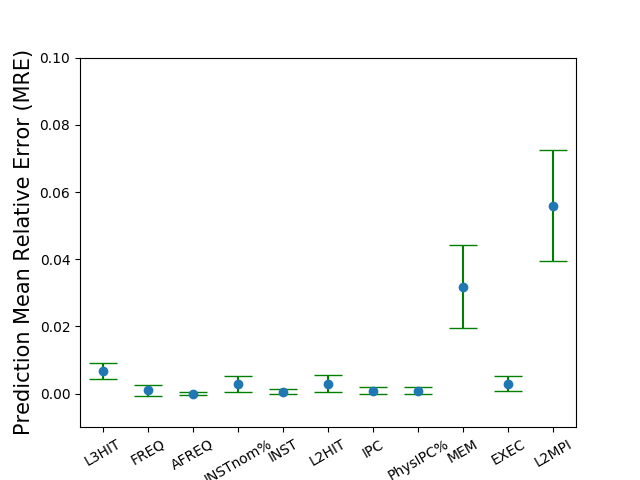 Prediction Mean Relative Error (MRE)
0.10
0.08
0.06
0.04
0.02
0.00
L3HIT
FREQ
AFREQ
INSTnom%
INST
L2HIT
IPC
PhysIPC%
MEM
EXEC
L2MPI